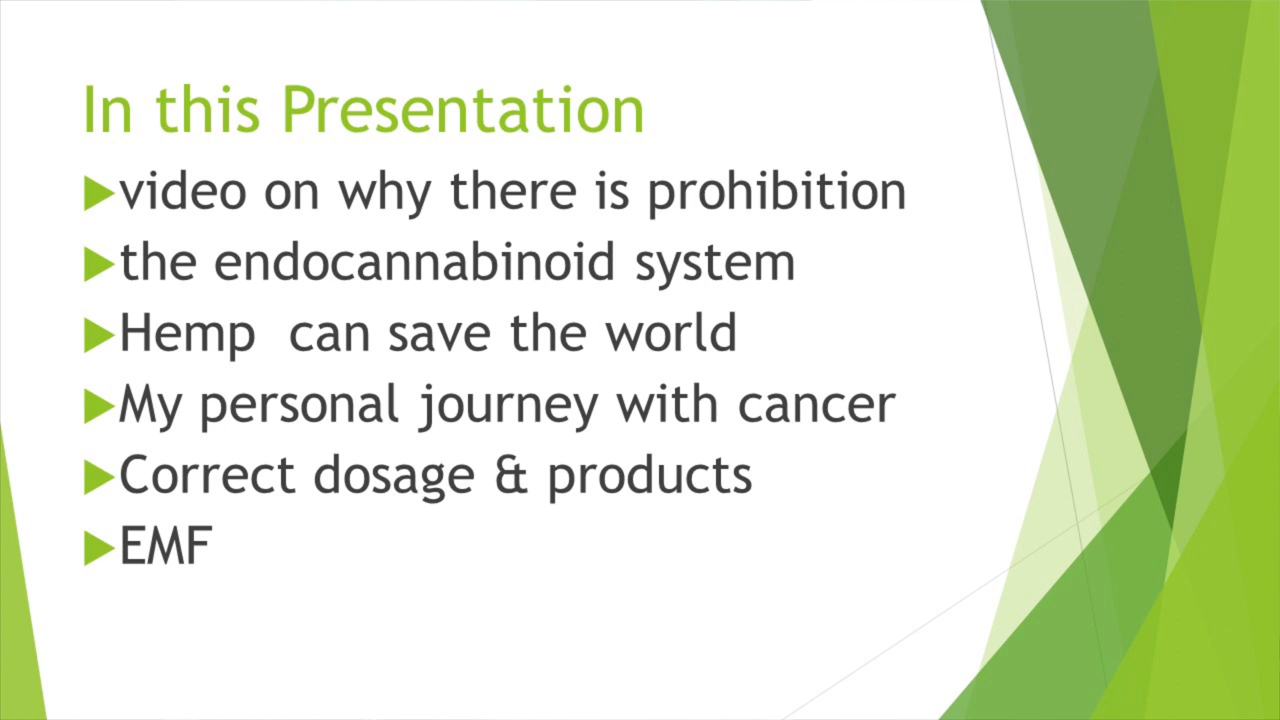 In this Presentation
video on why there is prohibition
the endocannabinoid system
Hemp  can save the world
My personal journey with cancer
Correct dosage & products
EMF